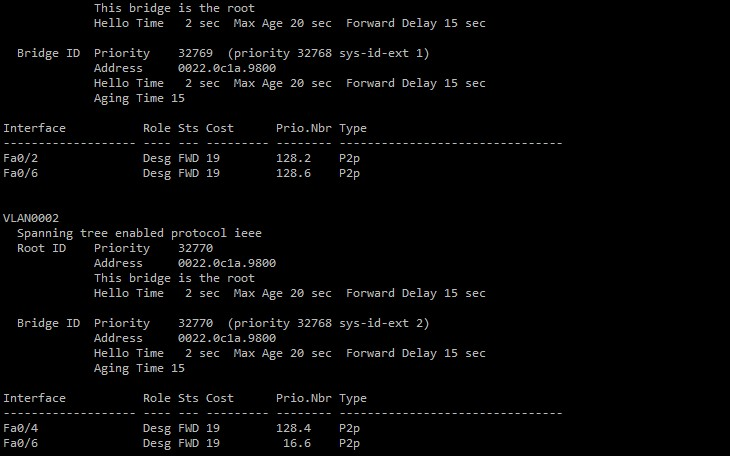 This bridge is the root
             Hello Time   2 sec  Max Age 20 sec  Forward Delay 15 sec

  Bridge ID  Priority    32769  (priority 32768 sys-id-ext 1)
             Address     0022.0c1a.9800
             Hello Time   2 sec  Max Age 20 sec  Forward Delay 15 sec
             Aging Time 15

Interface           Role Sts Cost      Prio.Nbr Type
------------------- ---- --- --------- -------- --------------------------------
Fa0/2               Desg FWD 19        128.2    P2p
Fa0/6               Desg FWD 19        128.6    P2p


VLAN0002
  Spanning tree enabled protocol ieee
  Root ID    Priority    32770
             Address     0022.0c1a.9800
             This bridge is the root
             Hello Time   2 sec  Max Age 20 sec  Forward Delay 15 sec

  Bridge ID  Priority    32770  (priority 32768 sys-id-ext 2)
             Address     0022.0c1a.9800
             Hello Time   2 sec  Max Age 20 sec  Forward Delay 15 sec
             Aging Time 15

Interface           Role Sts Cost      Prio.Nbr Type
------------------- ---- --- --------- -------- --------------------------------
Fa0/4               Desg FWD 19        128.4    P2p
Fa0/6               Desg FWD 19         16.6    P2p